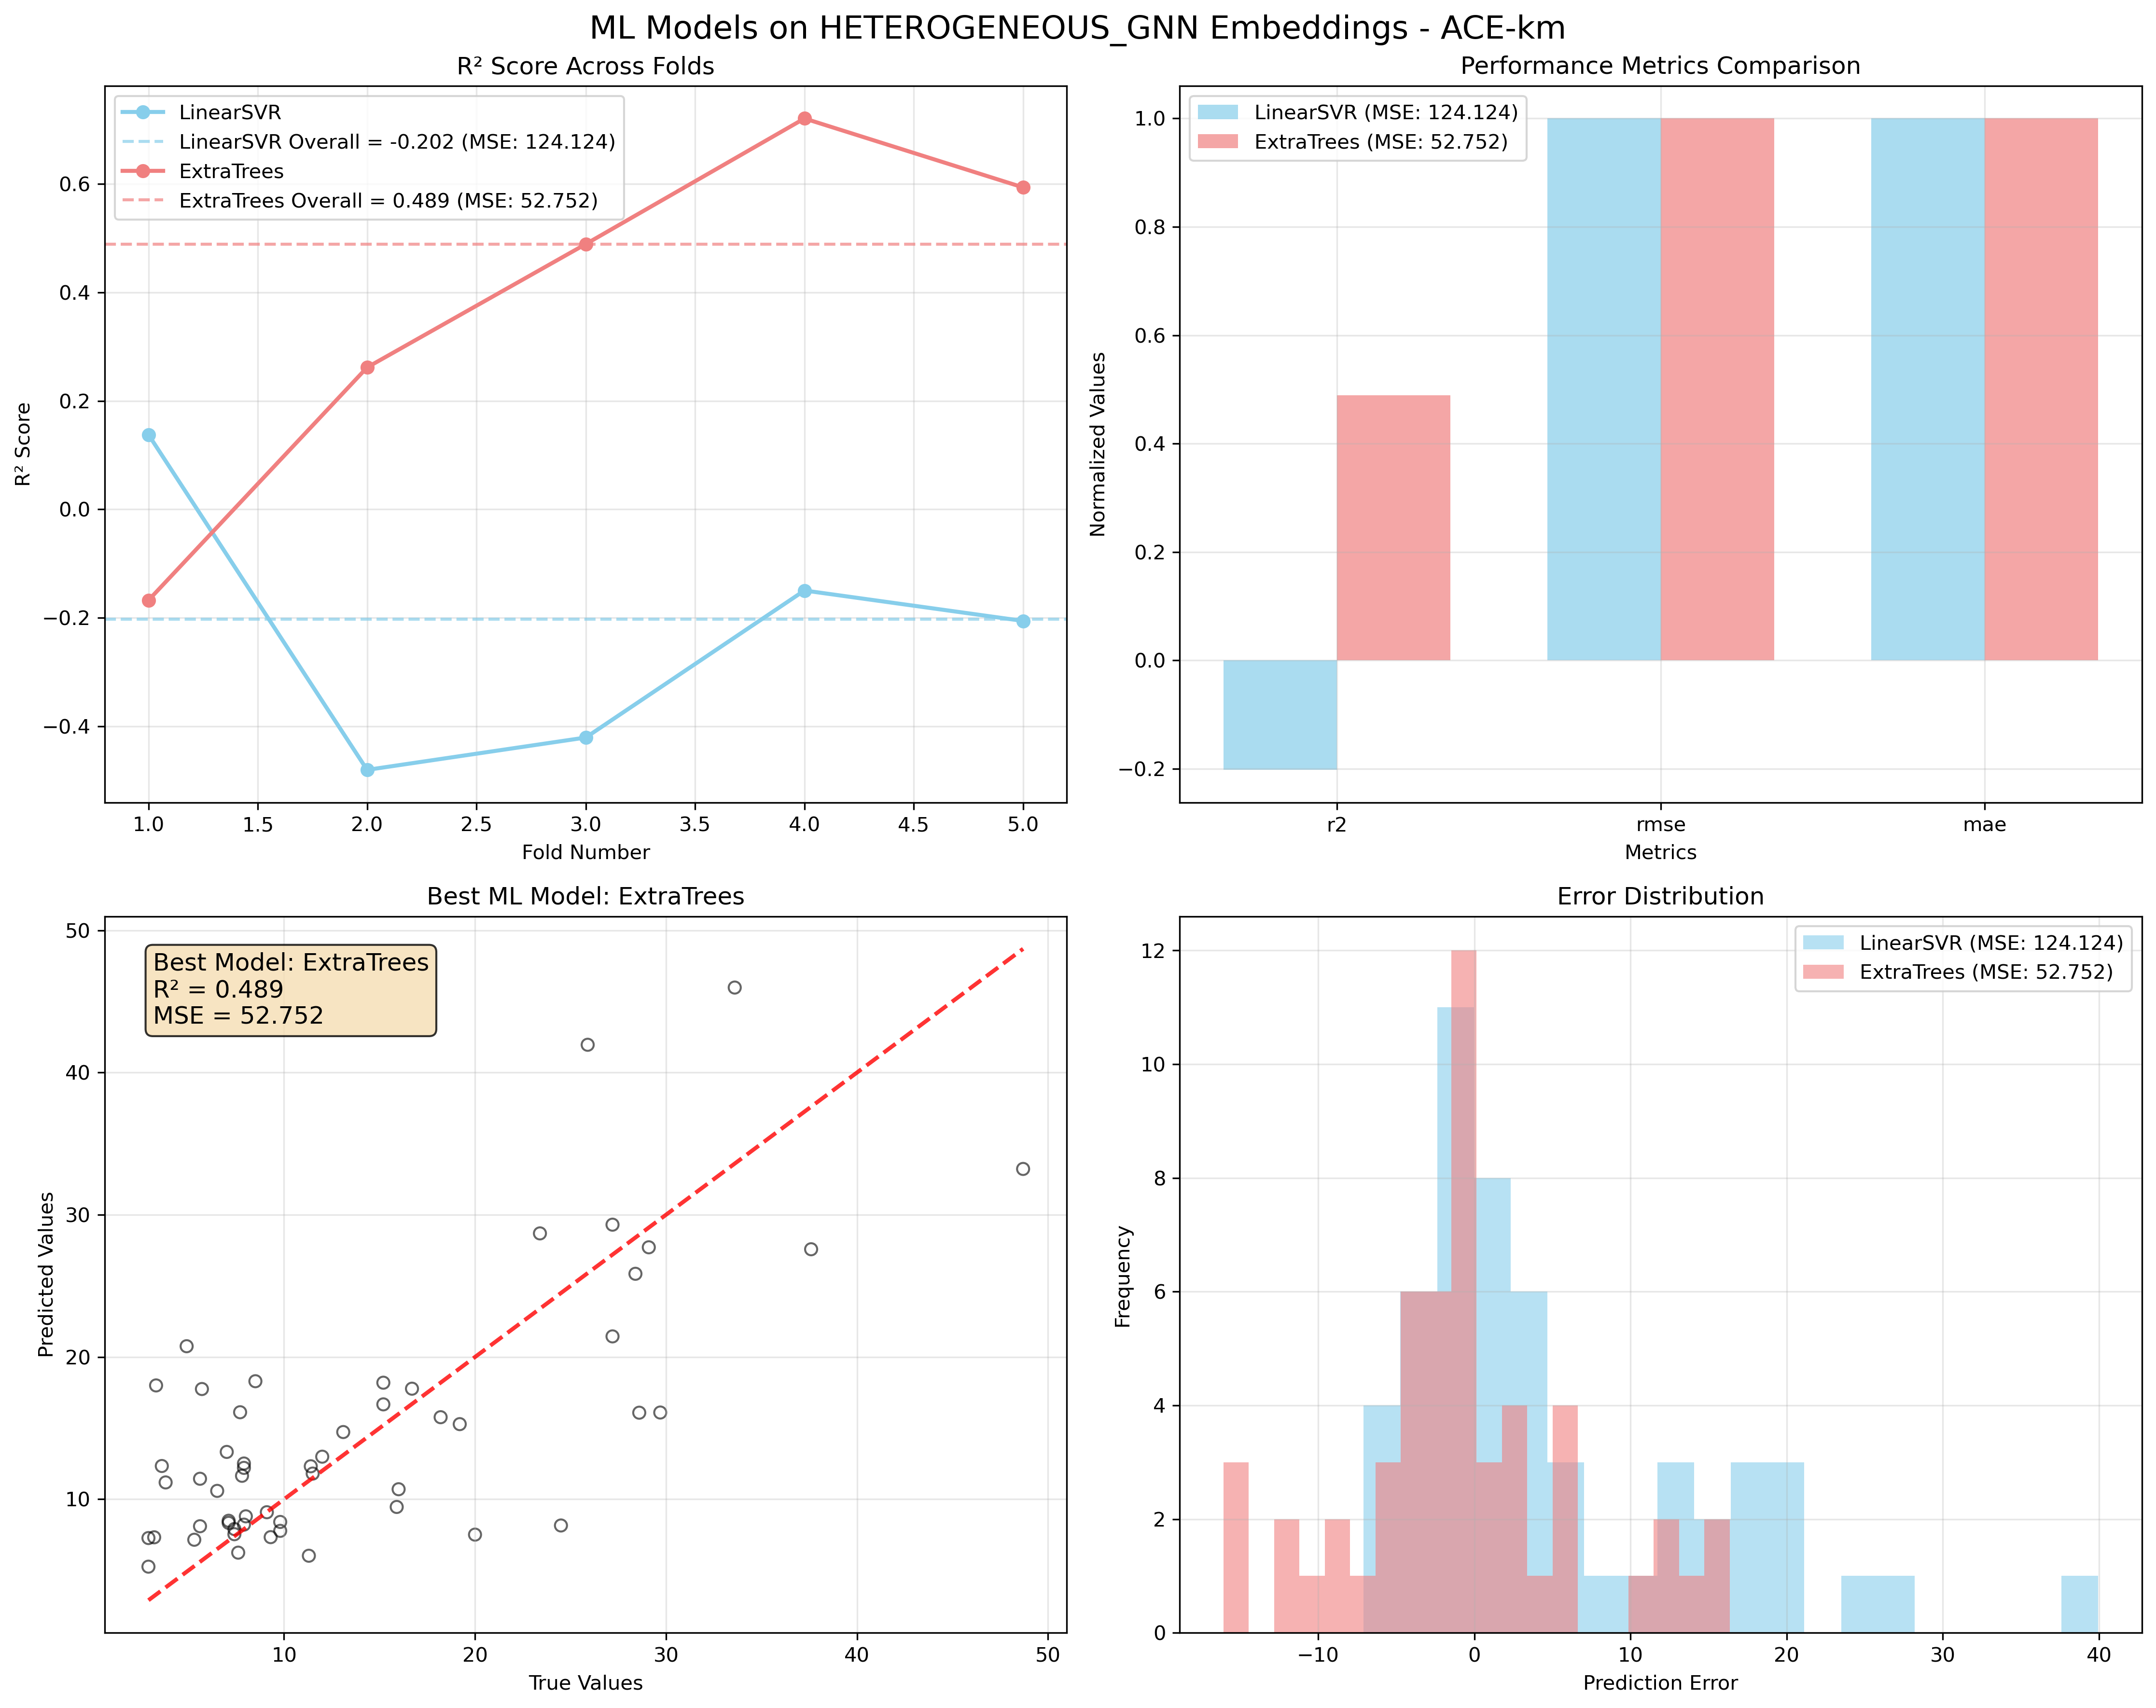 ML Models on HETEROGENEOUS_GNN Embeddings - ACE-km
R² Score Across Folds
LinearSVR
LinearSVR Overall = -0.202 (MSE: 124.124)
ExtraTrees
ExtraTrees Overall = 0.489 (MSE: 52.752)
R² Score
0.6
0.4
0.2
0.0
−0.2
−0.4
1.0 1.5 2.0 2.5 3.0 3.5 4.0 4.5 5.0
Fold Number
Performance Metrics Comparison
LinearSVR (MSE: 124.124)
ExtraTrees (MSE: 52.752)
Normalized Values
1.0
0.8
0.6
0.4
0.2
0.0
−0.2
r2 rmse mae
Metrics
Best ML Model: ExtraTrees
Best Model: ExtraTrees
R² = 0.489
MSE = 52.752
Predicted Values
50
40
30
20
10
10 20 30 40 50
True Values
Error Distribution
LinearSVR (MSE: 124.124)
ExtraTrees (MSE: 52.752)
Frequency
12
10
8
6
4
2
0
−10 0 10 20 30 40
Prediction Error